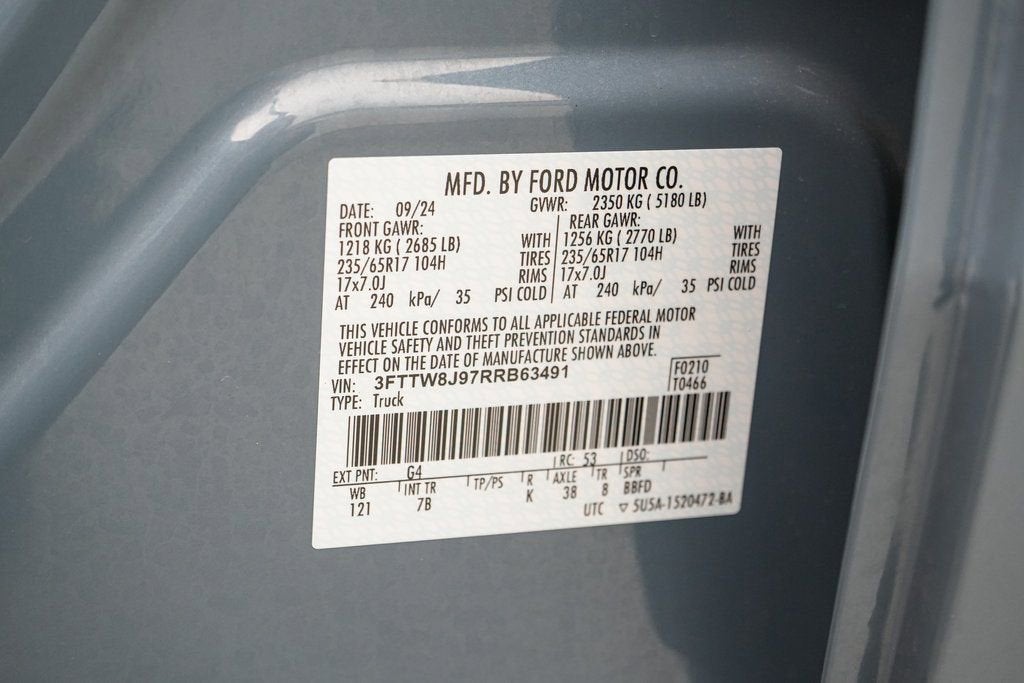 MFD. BY FORD MOTOR CO.
DATE: 09/24 GVWR: 2350 KG ( 5180 LB)
FRONT GAWR: REAR GAWR:
1218 KG ( 2685 LB) WITH 1256 KG ( 2770 LB) WITH
235/65R17 104H TIRES 235/65R17 104H TIRES
17x7.0J RIMS 17x7.0J RIMS
AT 240 kPa/ 35 PSI COLD AT 240 kPa/ 35 PSI COLD
THIS VEHICLE CONFORMS TO ALL APPLICABLE FEDERAL MOTOR
VEHICLE SAFETY AND THEFT PREVENTION STANDARDS IN
EFFECT ON THE DATE OF MANUFACTURE SHOWN ABOVE.
VIN: 3FTTW8J97RRB63491 F0210
TYPE: Truck T0466
EXT PNT: G4 RC: 53 DSO:
WB INT TR TP/PS R AXLE TR SPR
121 7B K 38 8 BBFD
UTC ▽ 5U5A-1520472-BA